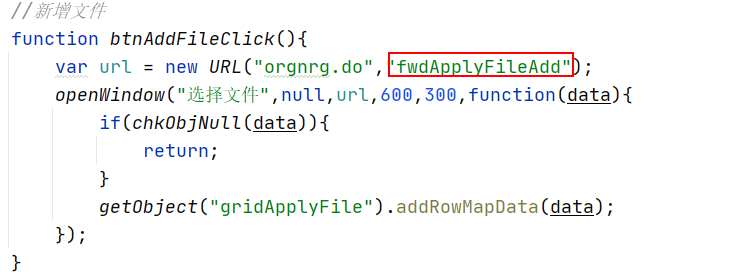 //新增文件
function btnAddFileClick(){
    var url = new URL("orgnrg.do","fwdApplyFileAdd");
    openWindow("选择文件",null,url,600,300,function(data){
        if(chkObjNull(data)){
            return;
        }
        getObject("gridApplyFile").addRowMapData(data);
    });
}